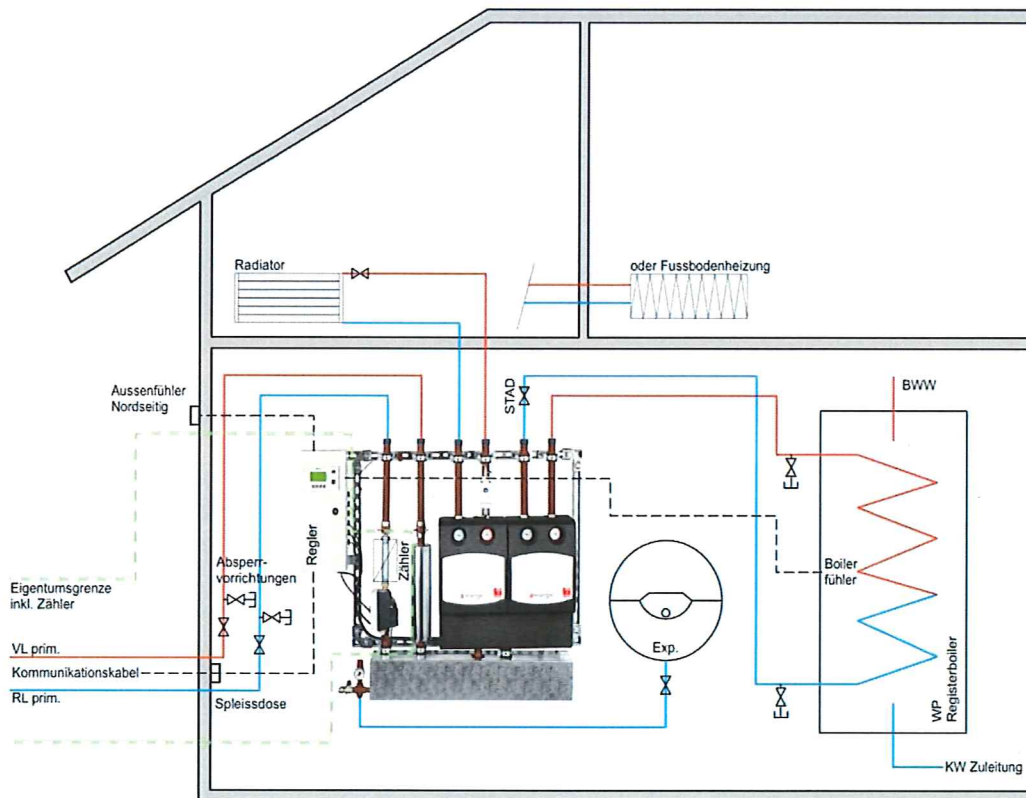 Radiator
oder Fussbodenheizung
Aussenfühler
Nordseitig
STAD
BWW
Regler
Zähler
Absperr-
vorrichtungen
Eigentumsgrenze
inkl. Zähler
Boiler
fühler
VL prim.
Kommunikationskabel
RL prim.
Spleissdose
Exp.
WP
Registerboiler
KW Zuleitung